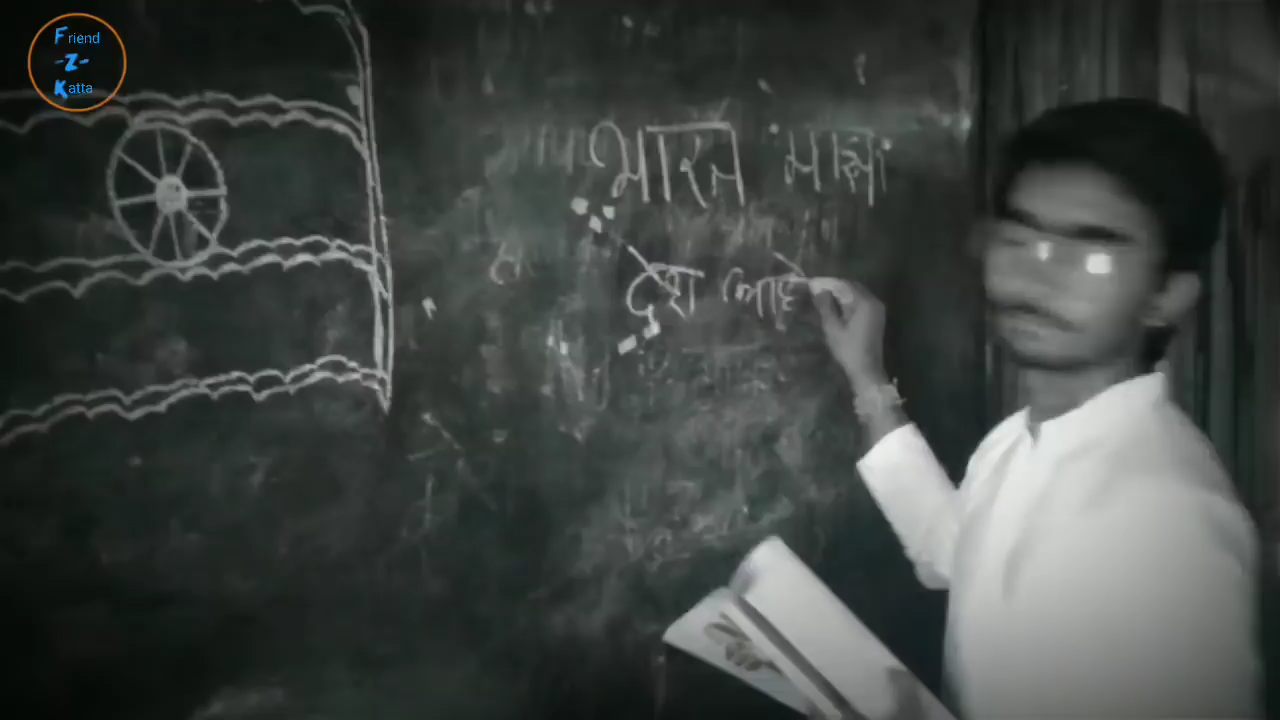 Friend
-Z-
Katta
भारत माझा
देश आहे